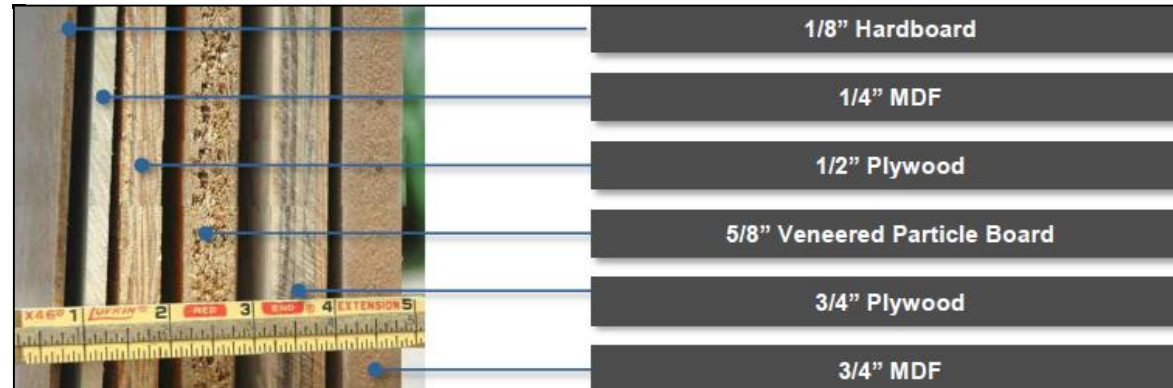 1/8” Hardboard
1/4” MDF
1/2” Plywood
5/8” Veneered Particle Board
3/4” Plywood
3/4” MDF
X46® 1 LUFKIN® 2 RED 3 END ® 4 EXTENSION 5